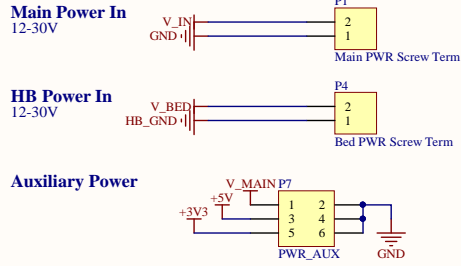 P1
Main Power In
12-30V
V_IN
GND
2
1
Main PWR Screw Term
P4
HB Power In
12-30V
V_BED
HB_GND
2
1
Bed PWR Screw Term
Auxiliary Power
V_MAIN P7
+5V
+3V3
1 2
3 4
5 6
PWR_AUX
GND